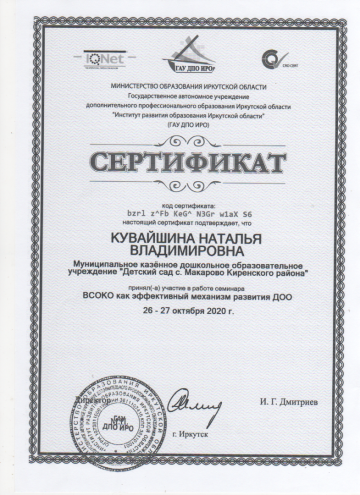 IQNet
ГАУ ДПО ИРО
МИНИСТЕРСТВО ОБРАЗОВАНИЯ ИРКУТСКОЙ ОБЛАСТИ
Государственное автономное учреждение
дополнительного профессионального образования Иркутской области
"Институт развития образования Иркутской области"
(ГАУ ДПО ИРО)
СЕРТИФИКАТ
код сертификата:
bzrl z^Fb KeG^ N3Gr w1aX S6
настоящий сертификат подтверждает, что
КУВАЙШИНА НАТАЛЬЯ
ВЛАДИМИРОВНА
Муниципальное казённое дошкольное образовательное
учреждение "Детский сад с. Макарово Киренского района"
принял(-а) участие в работе семинара
ВСОКО как эффективный механизм развития ДОО
26 - 27 октября 2020 г.
Директор
И. Г. Дмитриев
ДПО ИРО
г. Иркутск